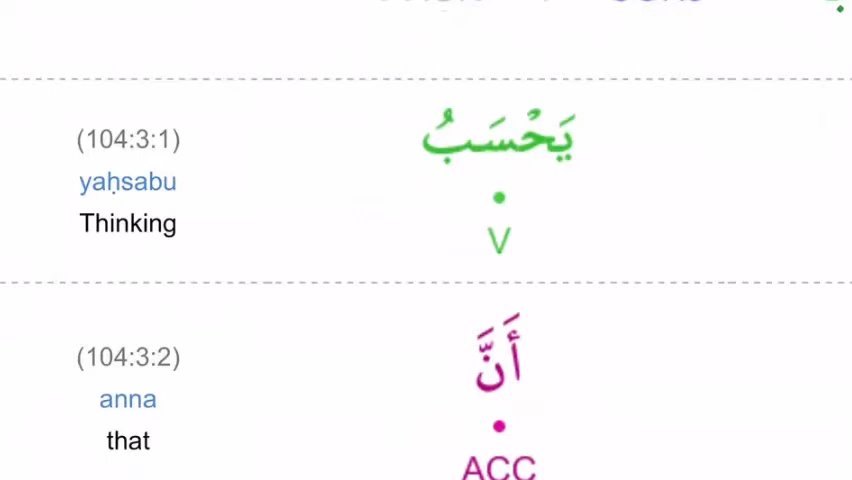 (104:3:1)
yaḥsabu
Thinking
يَحْسَبُ
V
(104:3:2)
anna
that
أَنَّ
ACC